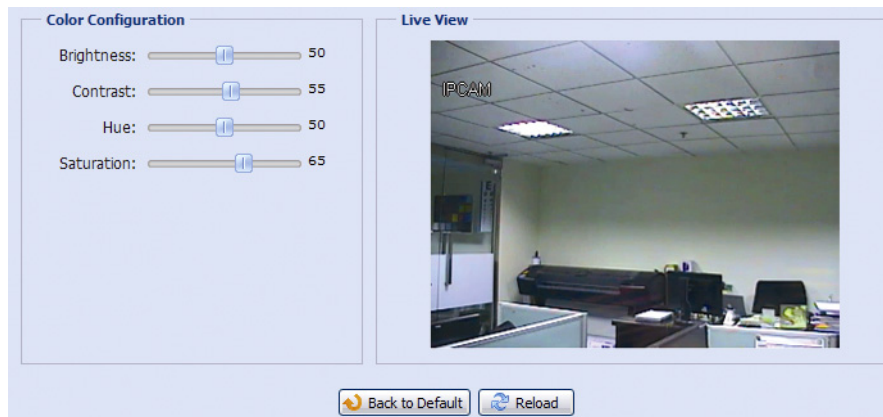 Color Configuration
Brightness: 50
Contrast: 55
Hue: 50
Saturation: 65
Live View
IPCAM
Back to Default
Reload